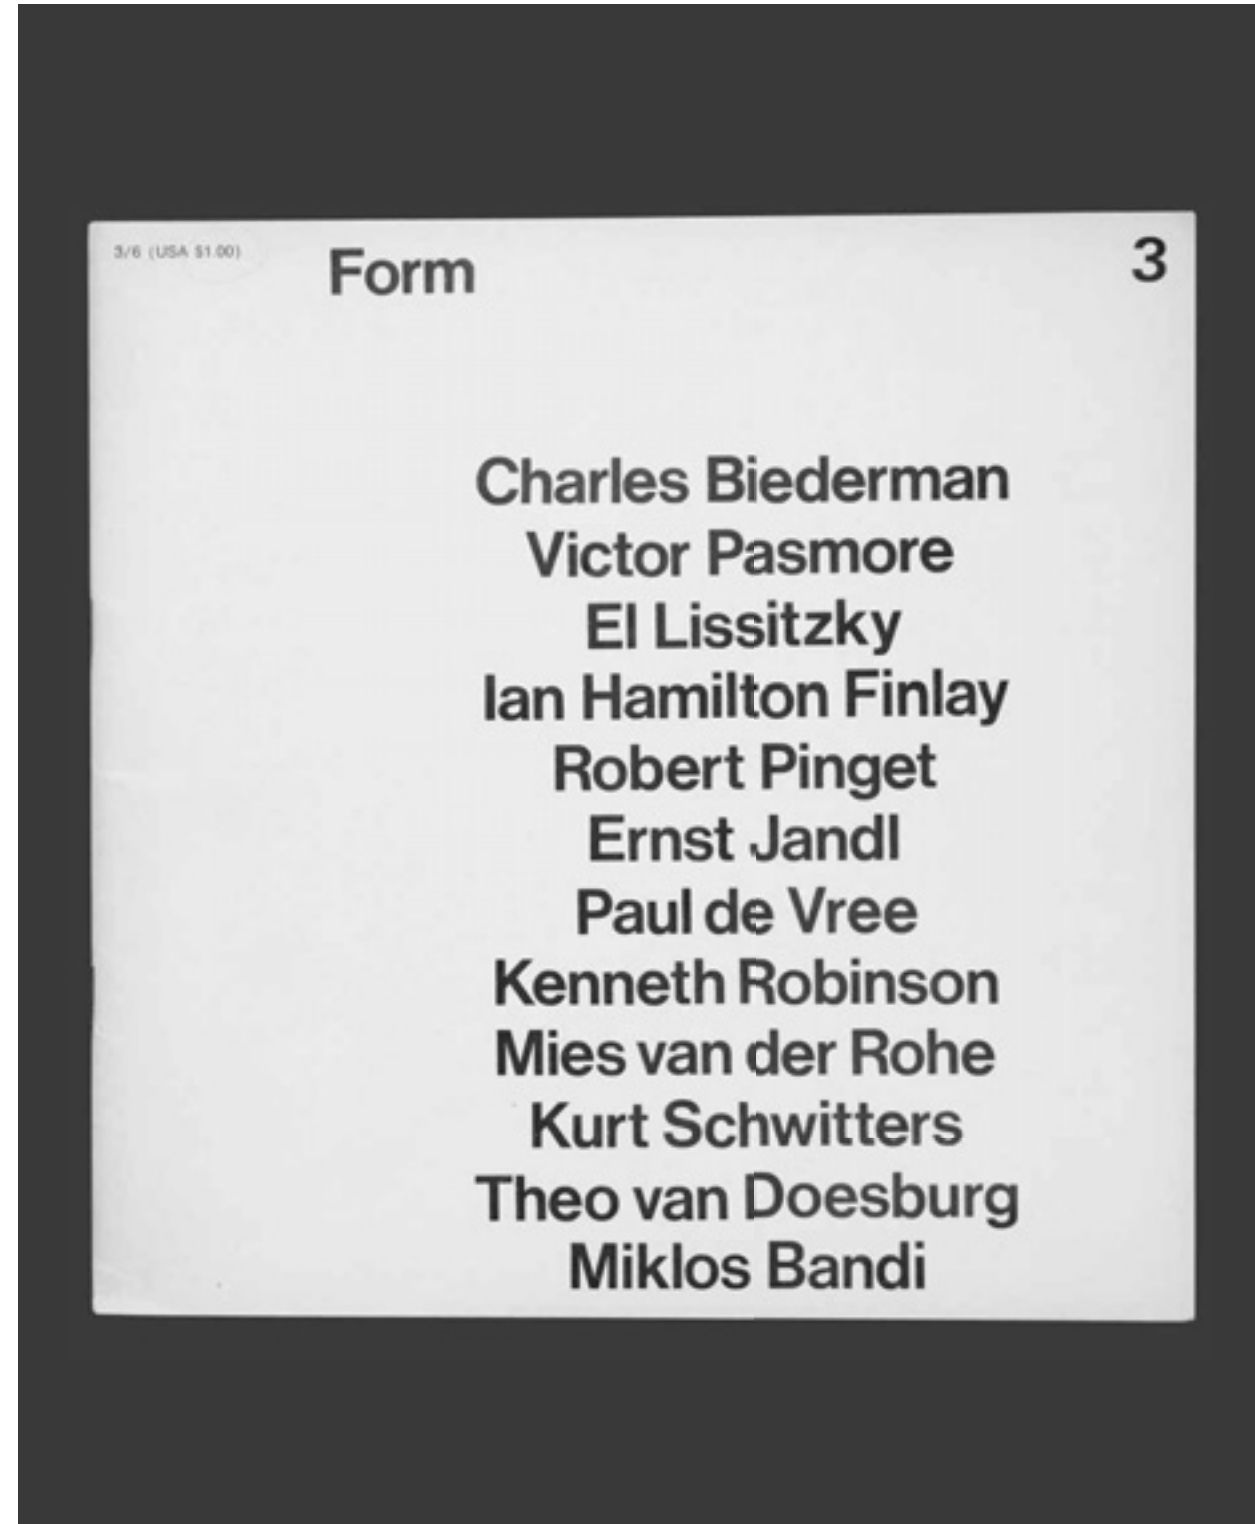 3/6 (USA $1.00)
Form
3
Charles Biederman
Victor Pasmore
El Lissitzky
Ian Hamilton Finlay
Robert Pinget
Ernst Jandl
Paul de Vree
Kenneth Robinson
Mies van der Rohe
Kurt Schwitters
Theo van Doesburg
Miklos Bandi